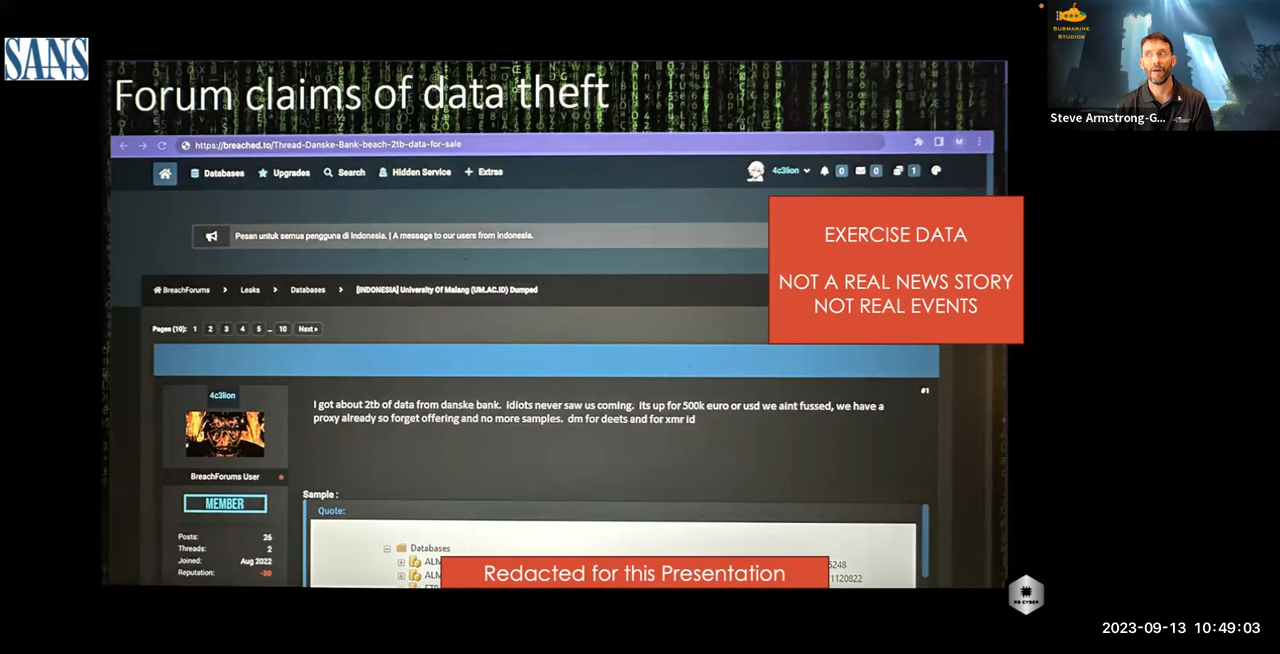 SUBMARINE
STUDIOS
Steve Armstrong-G...
SANS
Forum claims of data theft
https://breached.to/Thread-Danske-Bank-beach-2tb-data-for-sale
M
Databases
Upgrades
Search
Hidden Service
Extras
4c3lion
0
0
1
Pesan untuk semua pengguna di Indonesia. | A message to our users from Indonesia.
EXERCISE DATA
NOT A REAL NEWS STORY
NOT REAL EVENTS
BreachForums > Leaks > Databases > [INDONESIA] University Of Malang (UM.AC.ID) Dumped
Pages (10): 1 2 3 4 5 ... 10 Next »
#1
4c3lion
I got about 2tb of data from danske bank. idiots never saw us coming. its up for 500k euro or usd we aint fussed, we have a
proxy already so forget offering and no more samples. dm for deets and for xmr id
BreachForums User
MEMBER
Posts: 26
Threads: 2
Joined: Aug 2022
Reputation: -30
Sample :
Quote:
Databases
ALM
5248
ALM
1120822
Redacted for this Presentation
2023-09-13 10:49:03